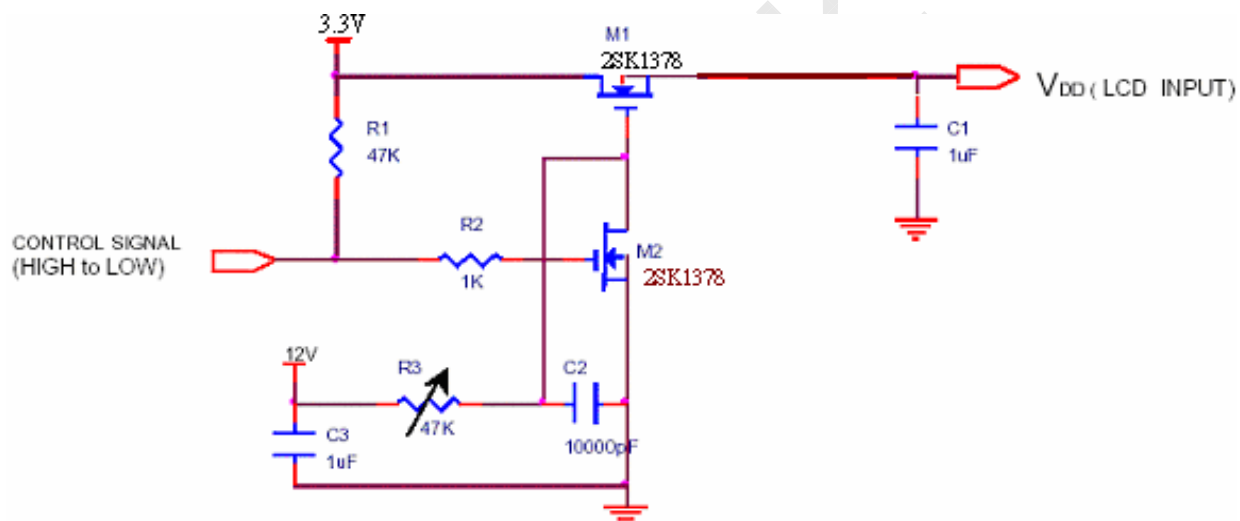 3.3V
M1
2SK1378
VDD ( LCD INPUT)
R1
47K
C1
1uF
R2
1K
CONTROL SIGNAL
(HIGH to LOW)
M2
2SK1378
12V
R3
47K
C2
10000pF
C3
1uF